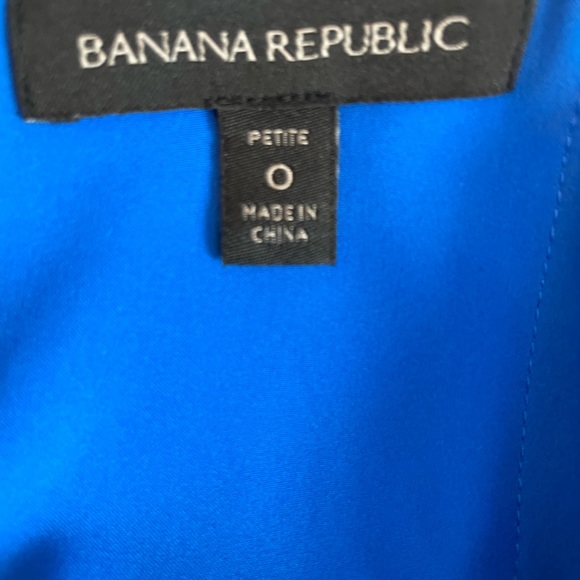 BANANA REPUBLIC
PETITE
0
MADE IN
CHINA